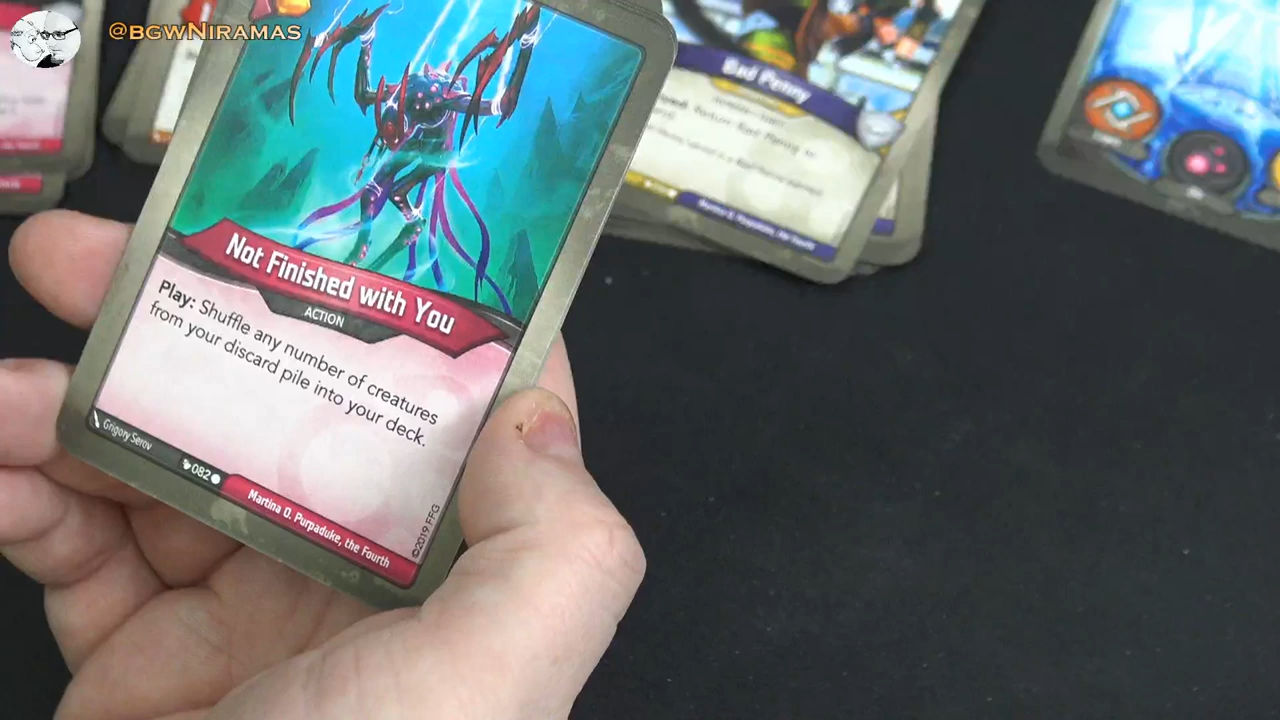 @BGWNIRAMAS
Not Finished with You
ACTION
Play: Shuffle any number of creatures
from your discard pile into your deck.
Grigory Serov
082
Martina O. Purpaduke, the Fourth
©2019 FFG
Bad Penny